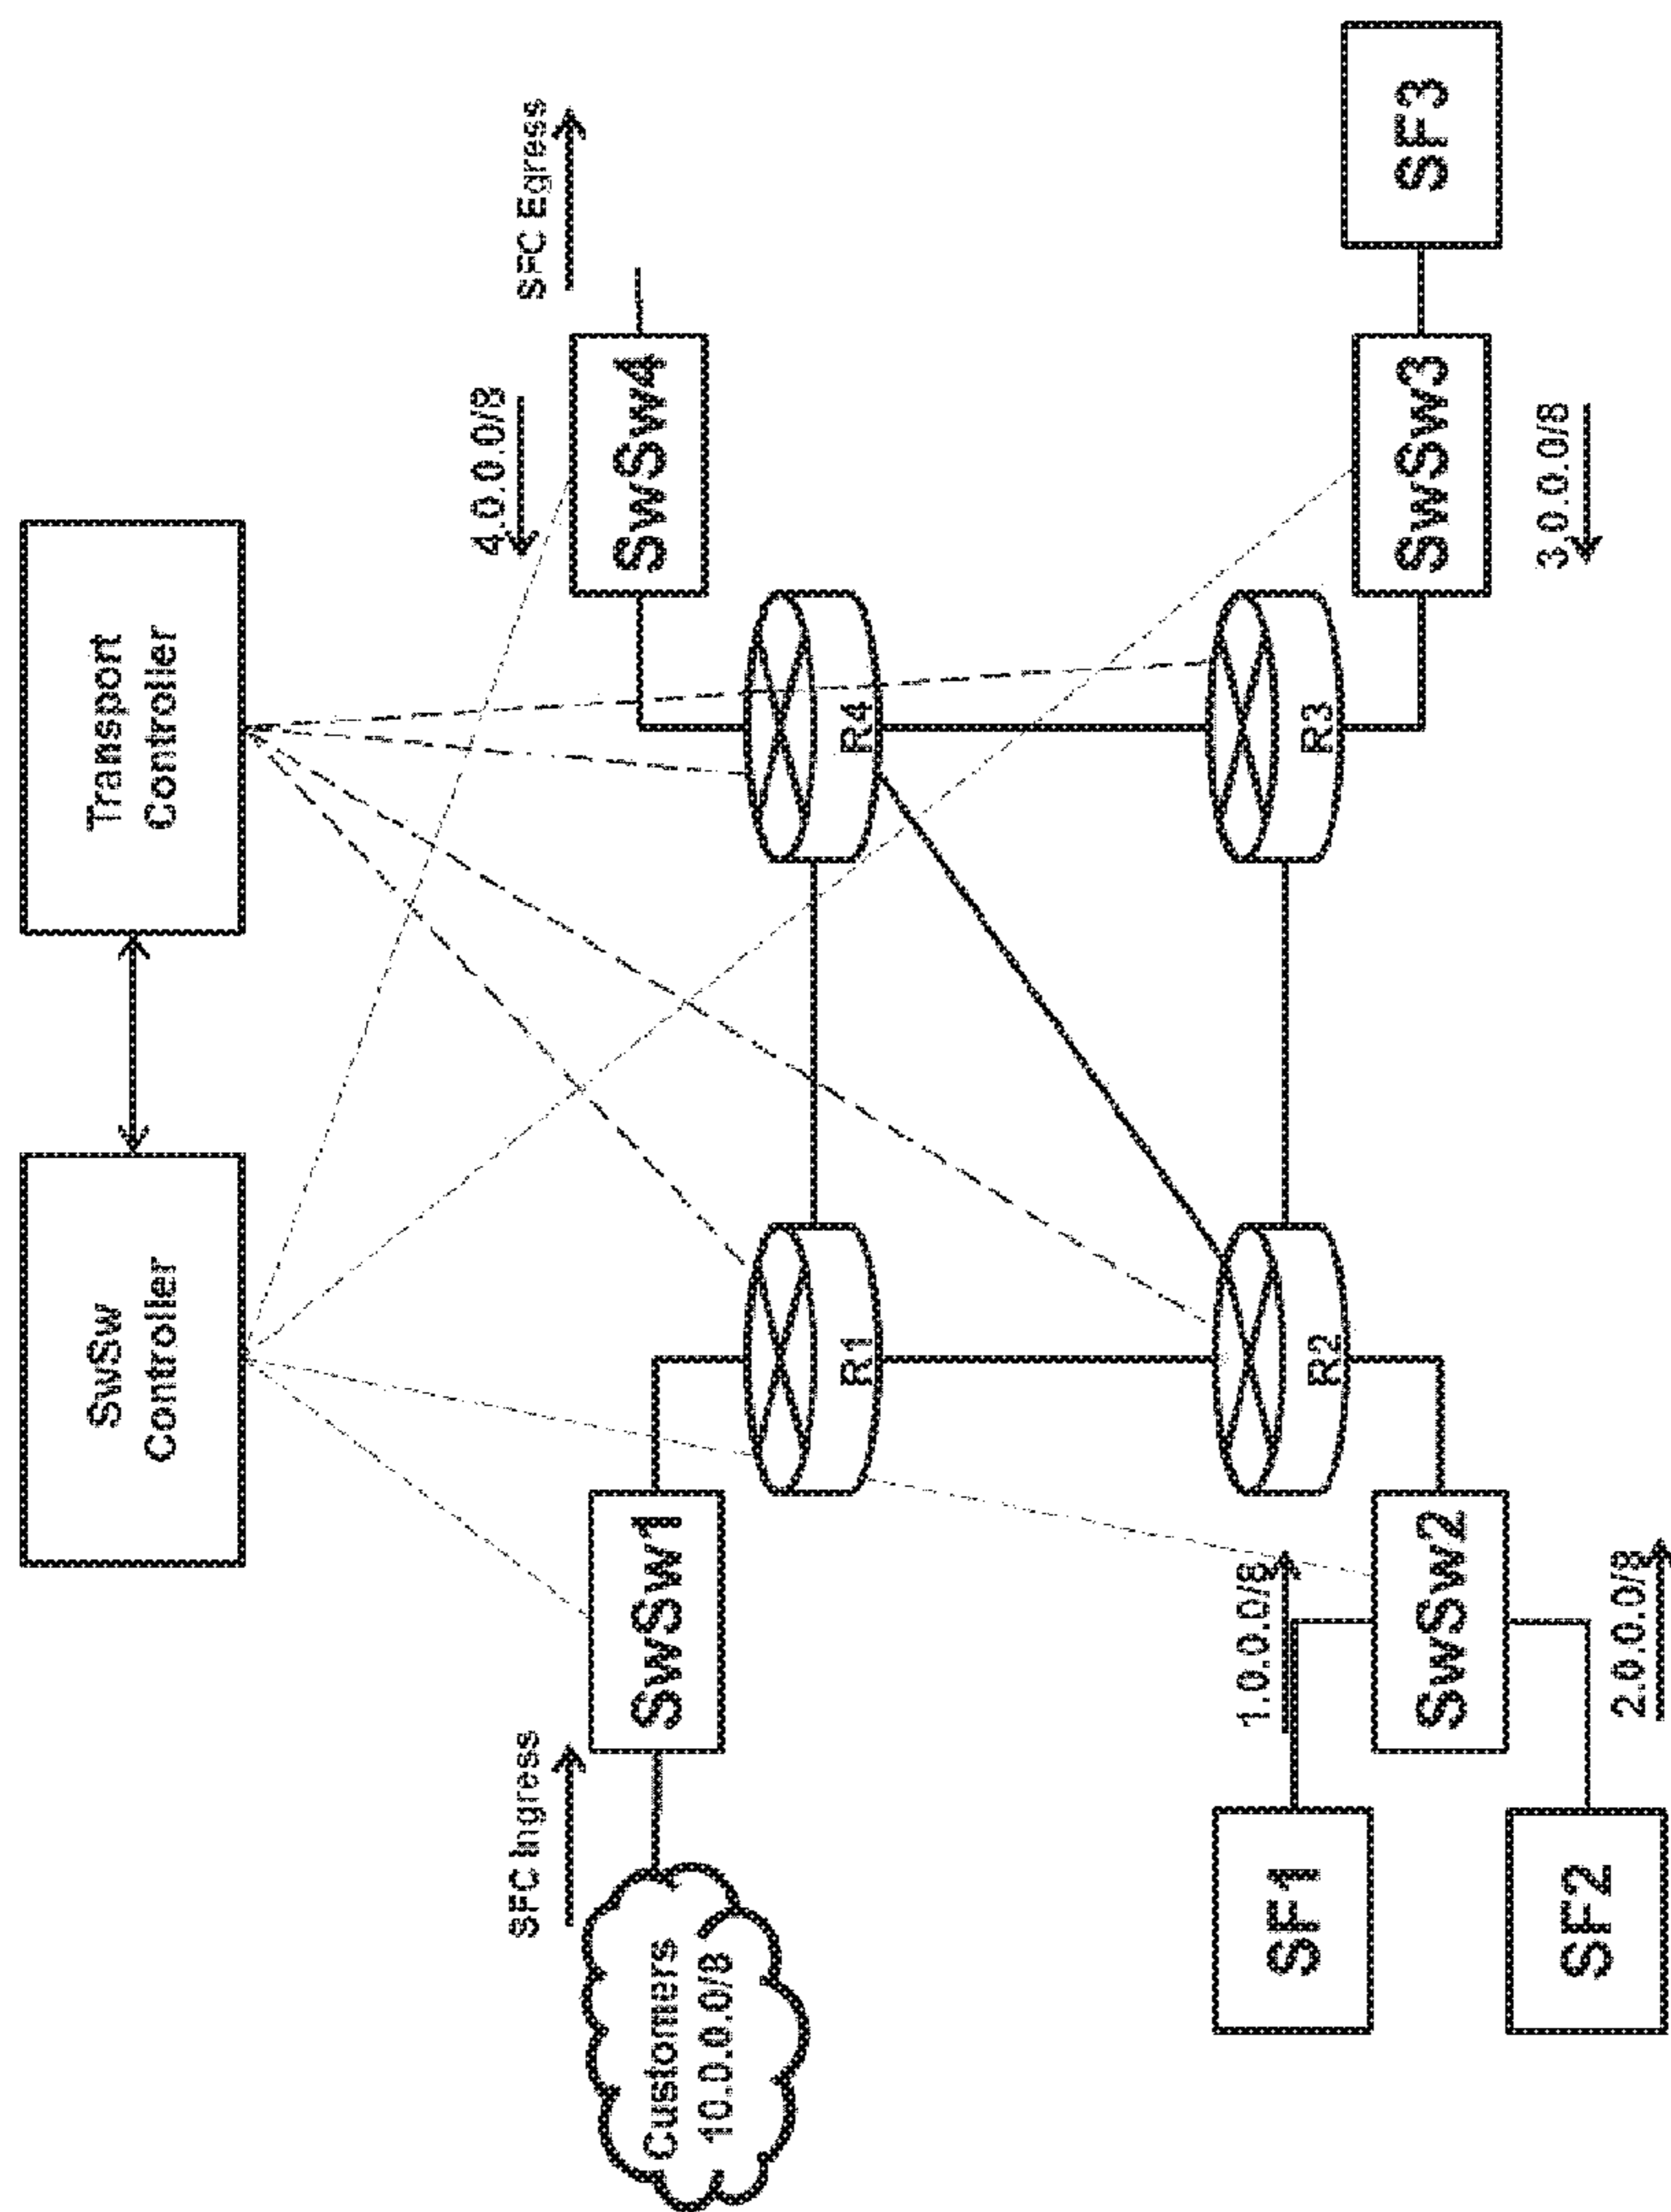 SwSw
Controller
Transport
Controller
SFC Ingress
SFC Egress
4.0.0.0/8
Customers
10.0.0.0/8
SwSw1
SwSw4
R1
R4
1.0.0.0/8
SF1
SwSw2
R2
R3
SwSw3
SF3
SF2
2.0.0.0/8
3.0.0.0/8